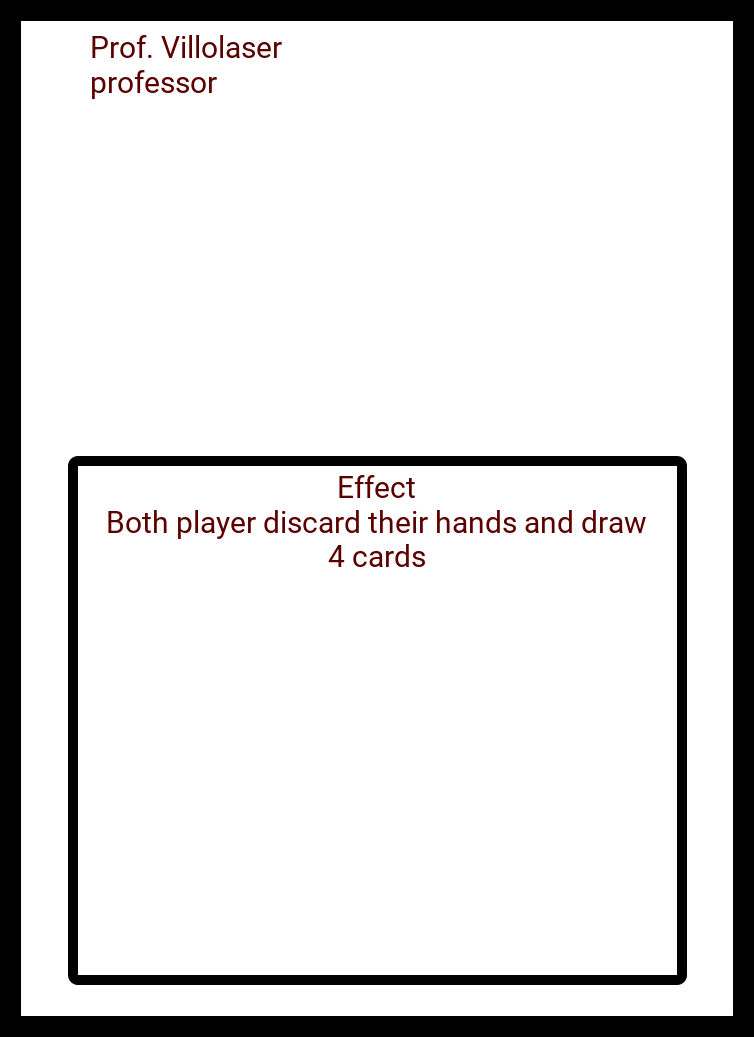 Prof. Villolaser
professor
Effect
Both player discard their hands and draw
4 cards